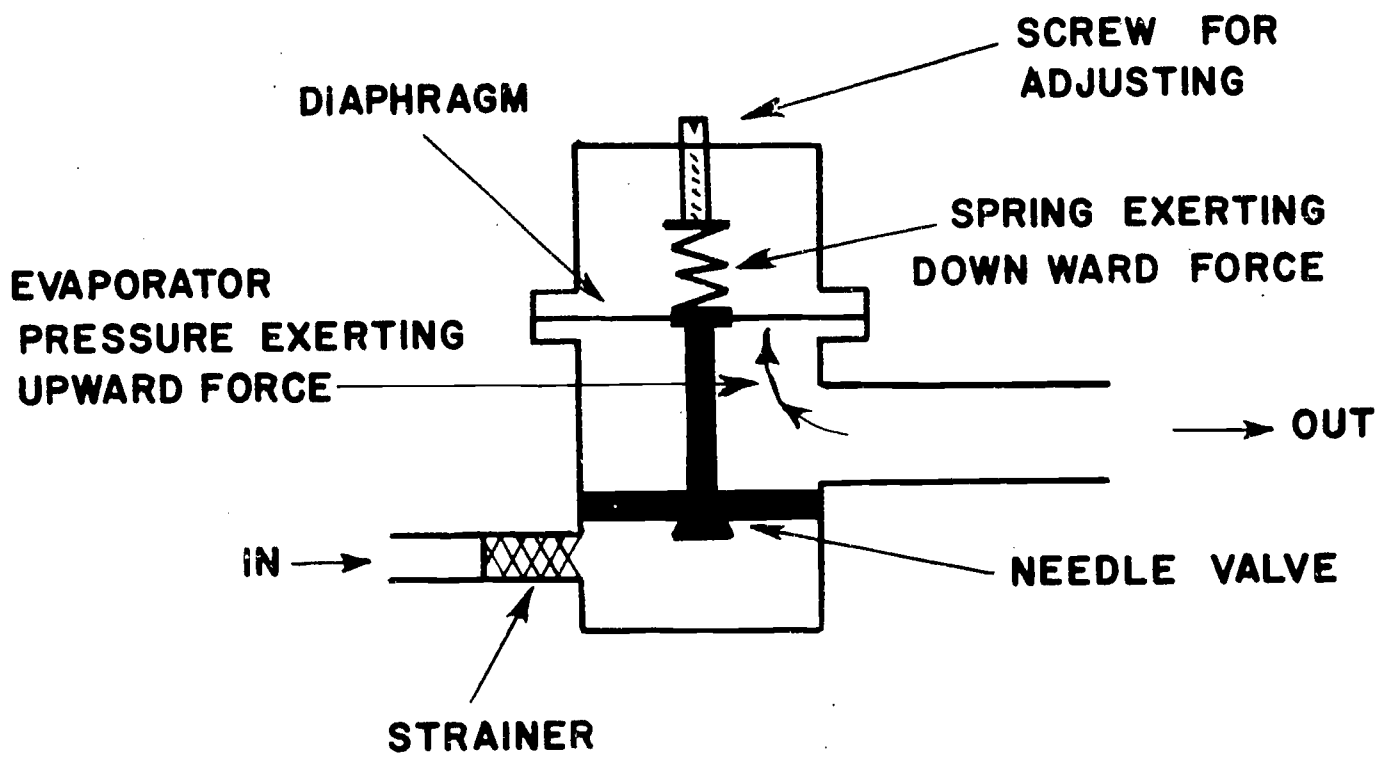 SCREW FOR
ADJUSTING
DIAPHRAGM
SPRING EXERTING
DOWN WARD FORCE
EVAPORATOR
PRESSURE EXERTING
UPWARD FORCE
OUT
IN
NEEDLE VALVE
STRAINER